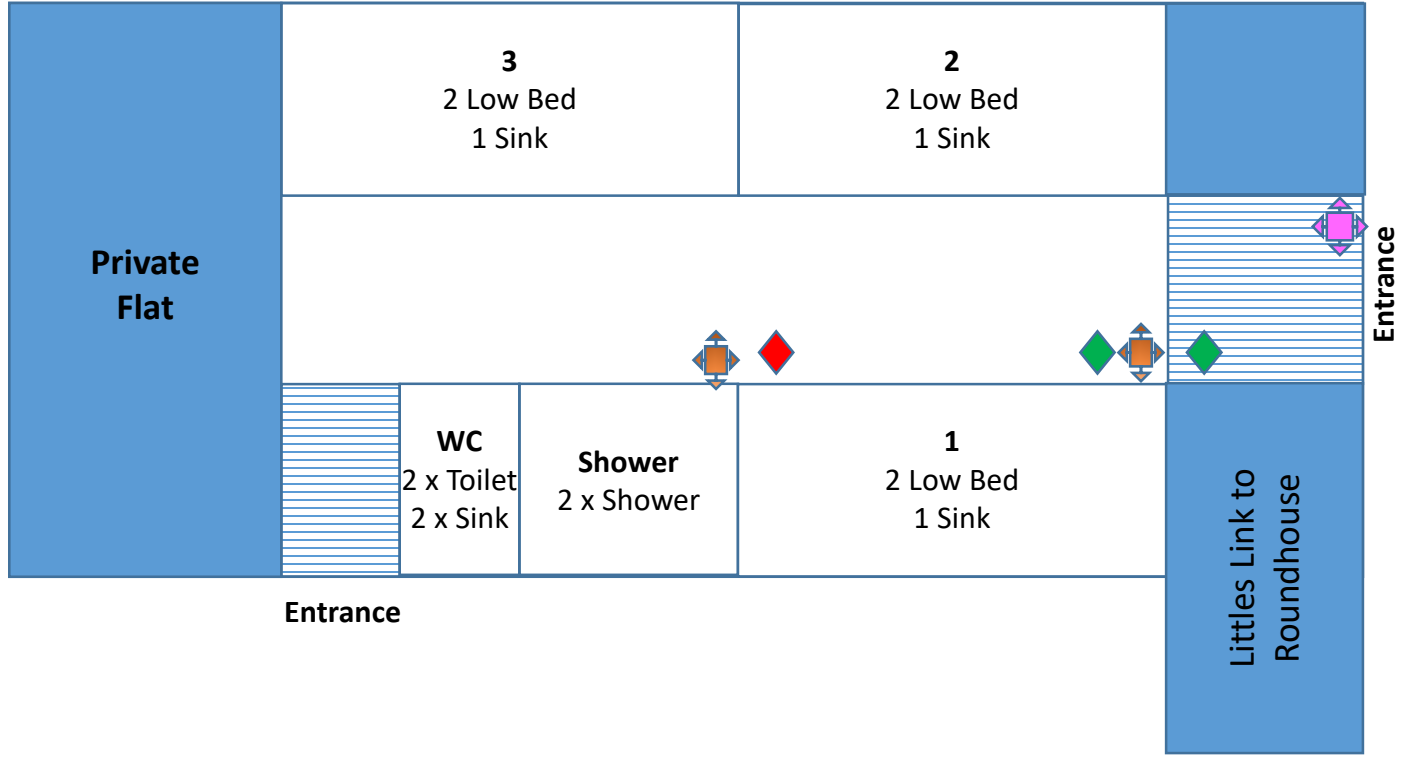 3
2 Low Bed
1 Sink
2
2 Low Bed
1 Sink
Private
Flat
Entrance
WC
2 x Toilet
2 x Sink
Shower
2 x Shower
1
2 Low Bed
1 Sink
Littles Link to
Roundhouse
Entrance